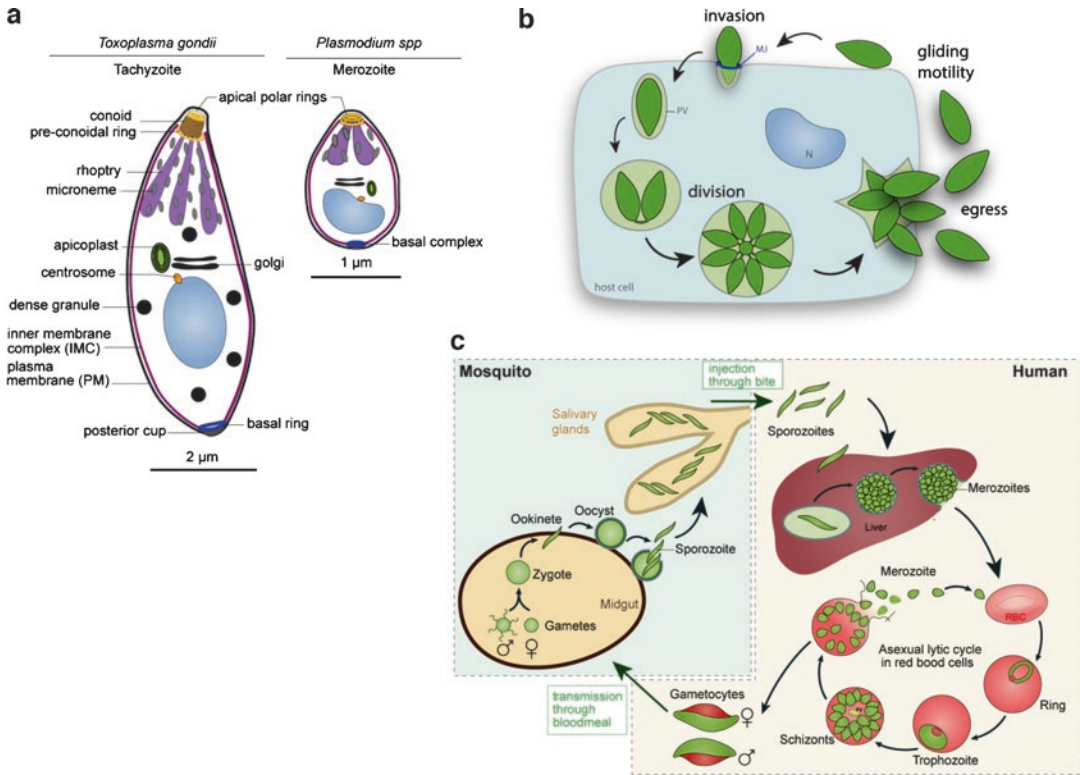 a
Toxoplasma gondii
Plasmodium spp
Tachyzoite
Merozoite
apical polar rings
conoid
pre-conoidal ring
rhoptry
microneme
apicoplast
golgi
centrosome
dense granule
inner membrane
complex (IMC)
plasma
membrane (PM)
posterior cup
basal ring
2 µm
basal complex
1 µm
b
invasion
MJ
gliding
motility
PV
N
division
egress
host cell
c
Mosquito
injection
through bite
Human
Salivary
glands
Sporozoites
Merozoites
Liver
Ookinete
Oocyst
Sporozoite
Zygote
Midgut
Gametes
♂ ♀
Merozoite
RBC
Asexual lytic cycle
in red bood cells
Ring
transmission
through
bloodmeal
Gametocytes
♀
♂
Schizonts
Trophozoite